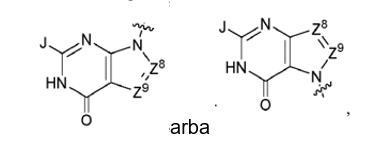 J N N Z⁸ Z⁹ HN O
J N Z⁸ Z⁹ N HN O ,
arba